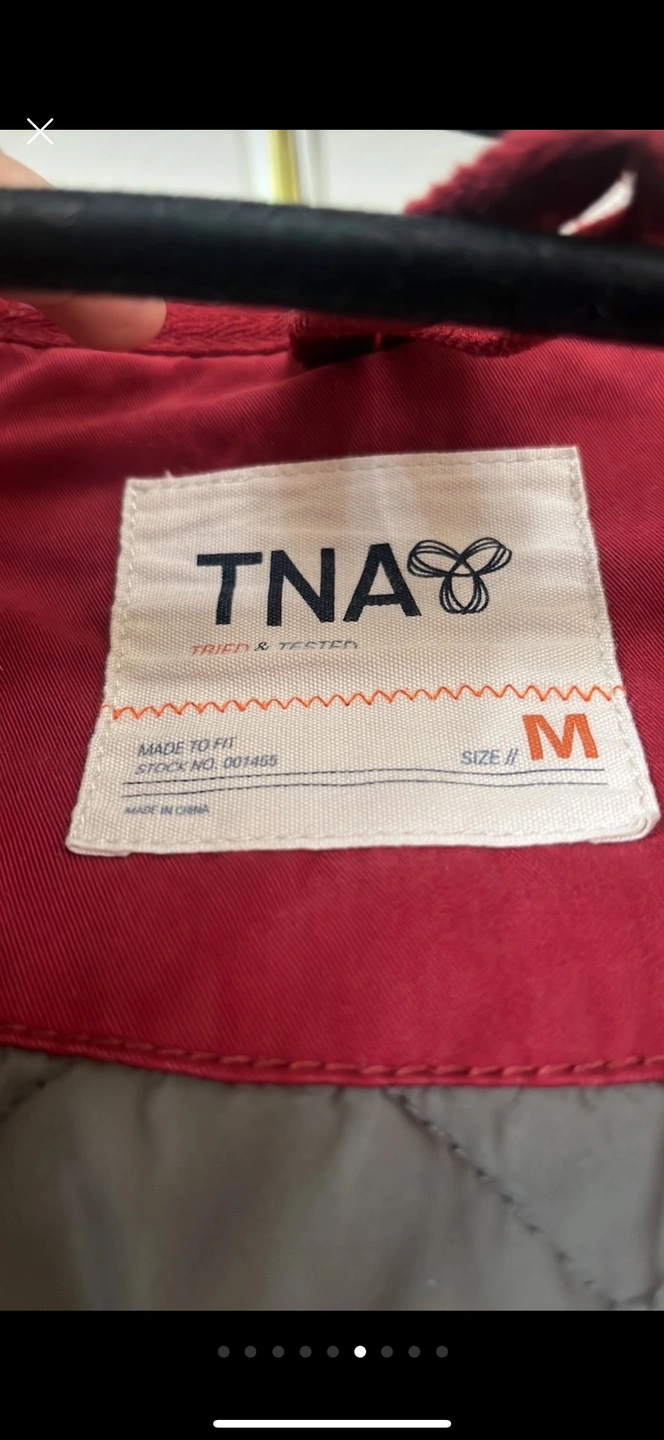 TNA
TRIED & TESTED
MADE TO FIT
STOCK NO. 001455
SIZE // M
MADE IN CHINA